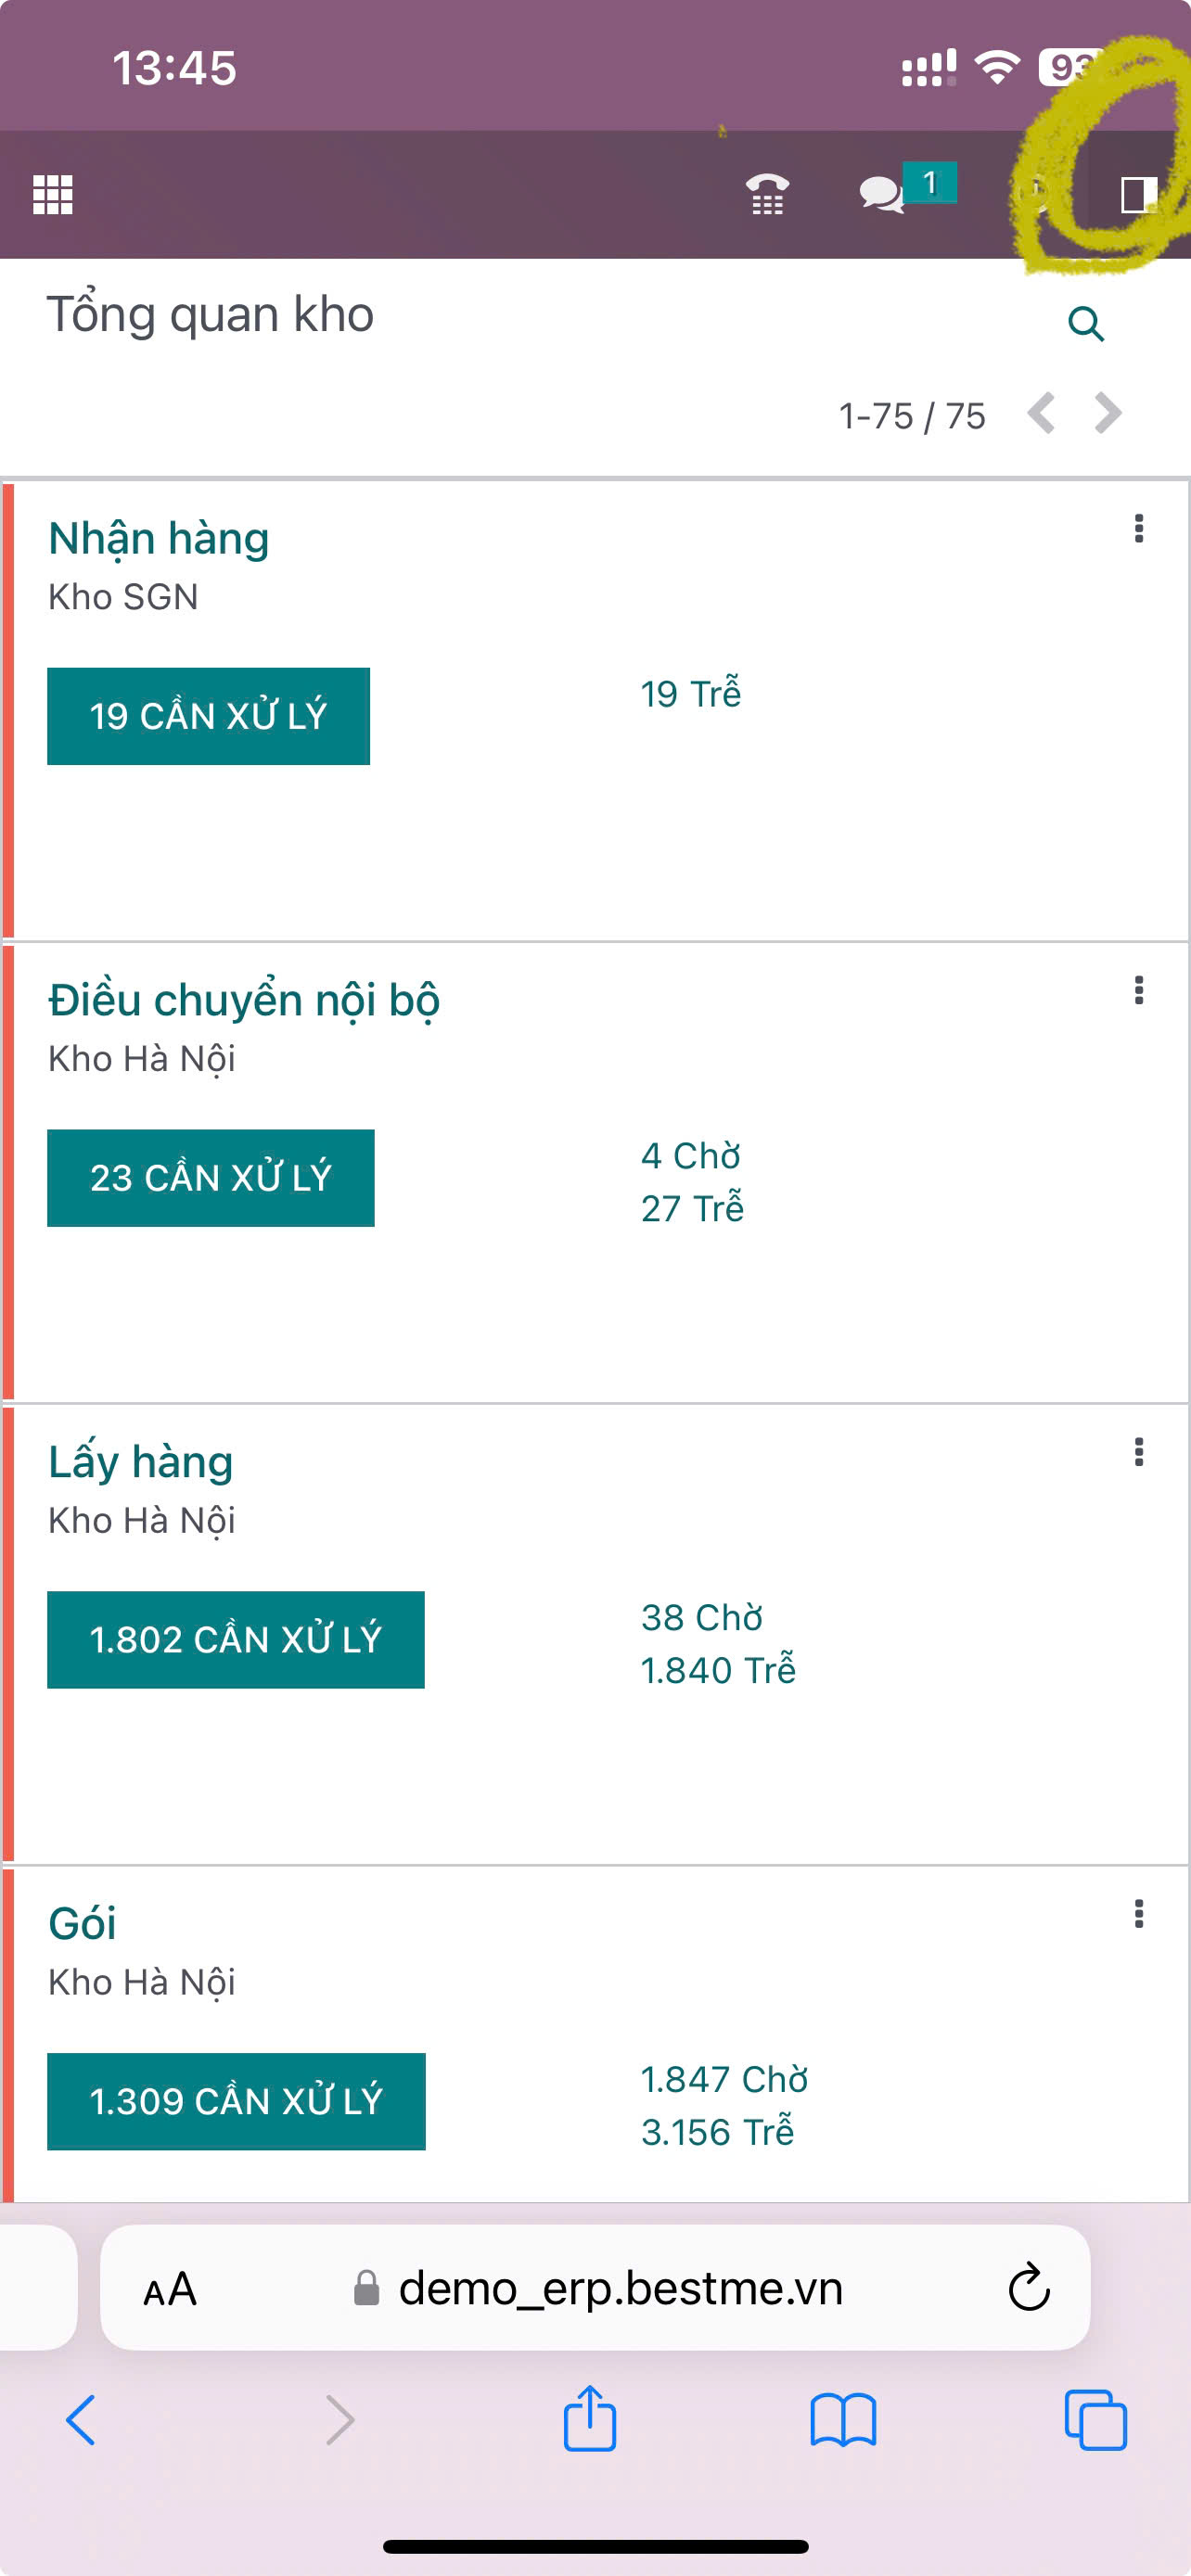 13:45
1
Tổng quan kho
1-75 / 75
Nhận hàng
Kho SGN
19 CẦN XỬ LÝ
19 Trễ
Điều chuyển nội bộ
Kho Hà Nội
23 CẦN XỬ LÝ
4 Chờ
27 Trễ
Lấy hàng
Kho Hà Nội
1.802 CẦN XỬ LÝ
38 Chờ
1.840 Trễ
Gói
Kho Hà Nội
1.309 CẦN XỬ LÝ
1.847 Chờ
3.156 Trễ
AA demo_erp.bestme.vn